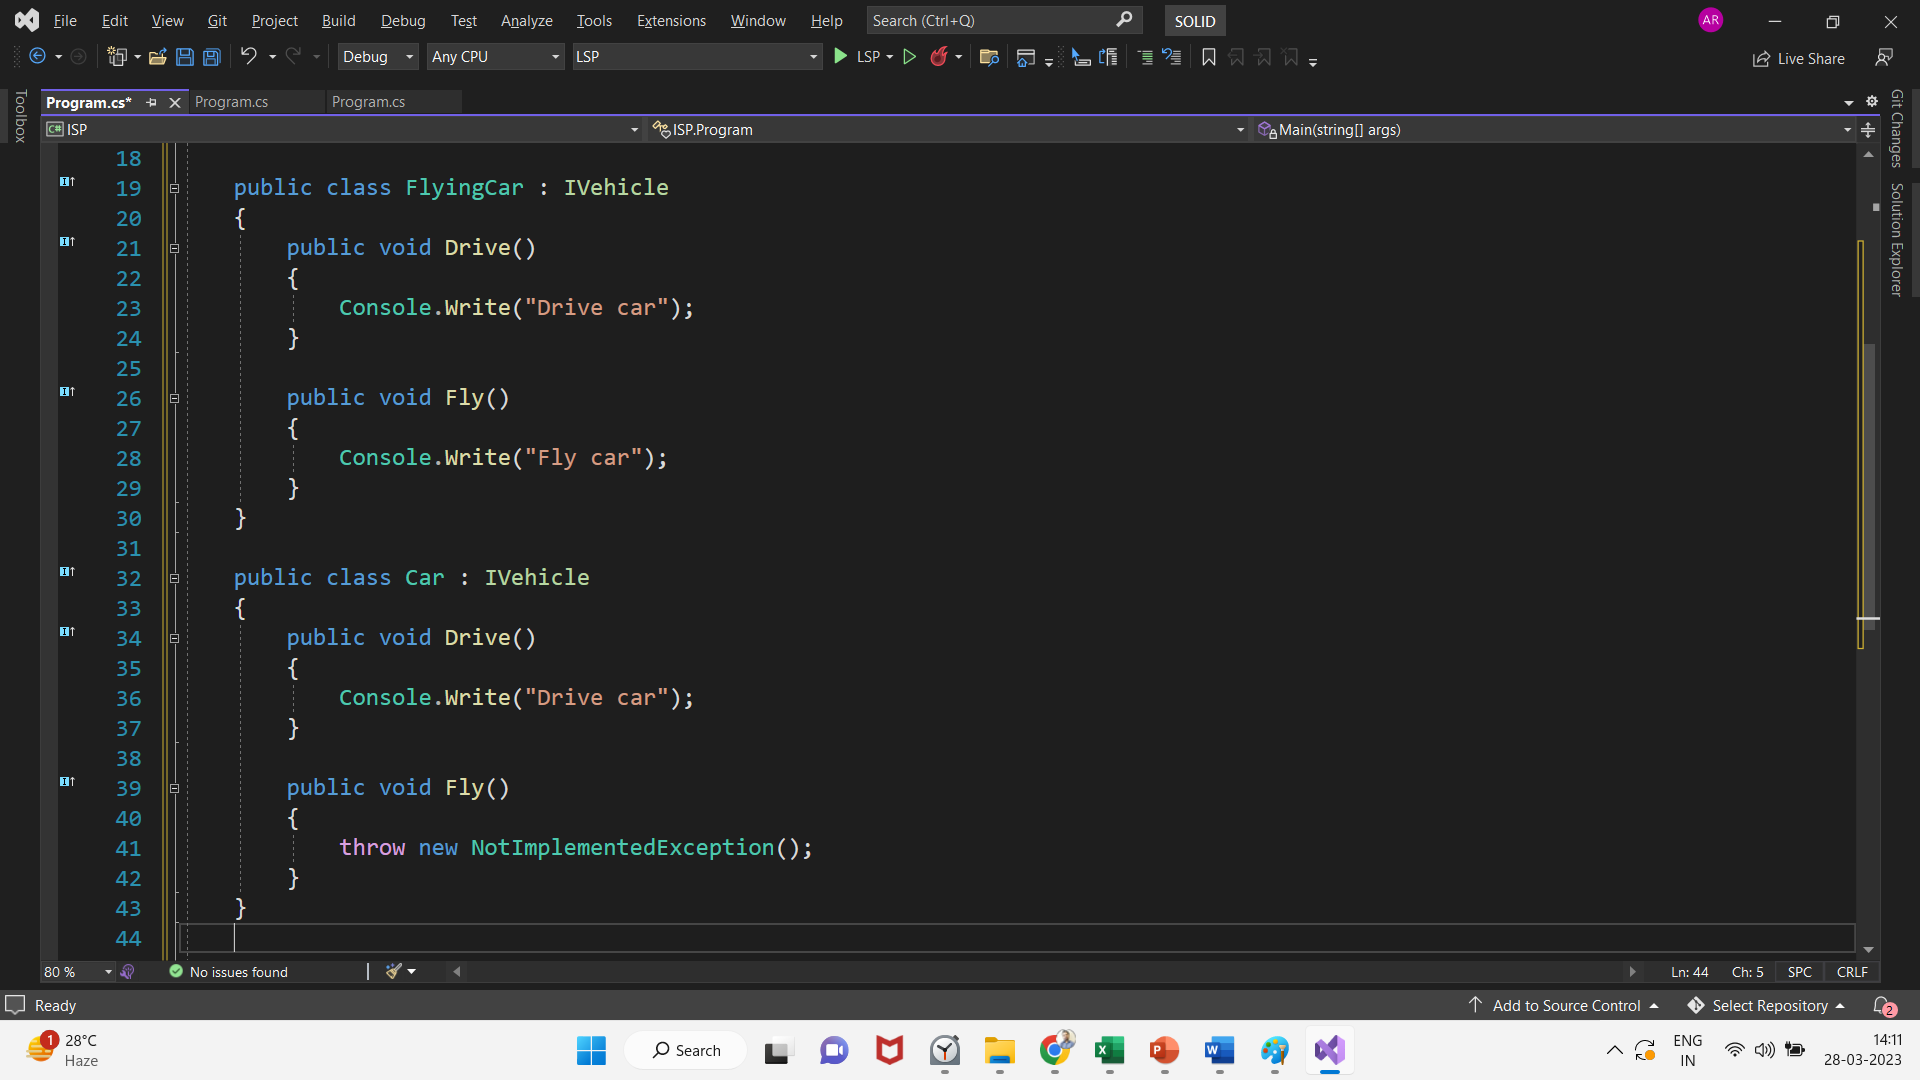 File Edit View Git Project Build Debug Test Analyze Tools Extensions Window Help Search (Ctrl+Q) SOLID AR
Debug Any CPU LSP LSP Live Share
Toolbox
Program.cs* Program.cs Program.cs
ISP ISP.Program Main(string[] args)
Git Changes
Solution Explorer
18
19 public class FlyingCar : IVehicle
20 {
21 public void Drive()
22 {
23 Console.Write("Drive car");
24 }
25
26 public void Fly()
27 {
28 Console.Write("Fly car");
29 }
30 }
31
32 public class Car : IVehicle
33 {
34 public void Drive()
35 {
36 Console.Write("Drive car");
37 }
38
39 public void Fly()
40 {
41 throw new NotImplementedException();
42 }
43 }
44
80 % No issues found Ln: 44 Ch: 5 SPC CRLF
Ready Add to Source Control Select Repository 2
1 28°C
Haze
Search
ENG
IN
14:11
28-03-2023